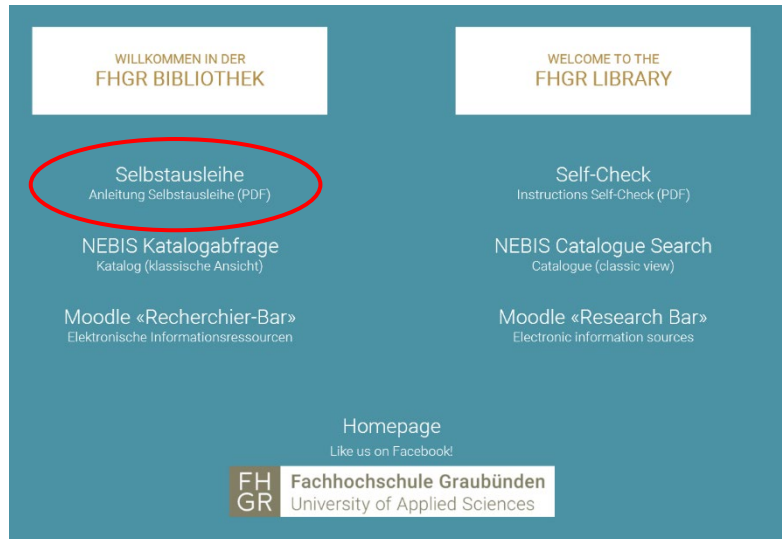 WILLKOMMEN IN DER
FHGR BIBLIOTHEK
Selbstausleihe
Anleitung Selbstausleihe (PDF)
NEBIS Katalogabfrage
Katalog (klassische Ansicht)
Moodle «Recherchier-Bar»
Elektronische Informationsressourcen
WELCOME TO THE
FHGR LIBRARY
Self-Check
Instructions Self-Check (PDF)
NEBIS Catalogue Search
Catalogue (classic view)
Moodle «Research Bar»
Electronic information sources
Homepage
Like us on Facebook!
FH
GR
Fachhochschule Graubünden
University of Applied Sciences